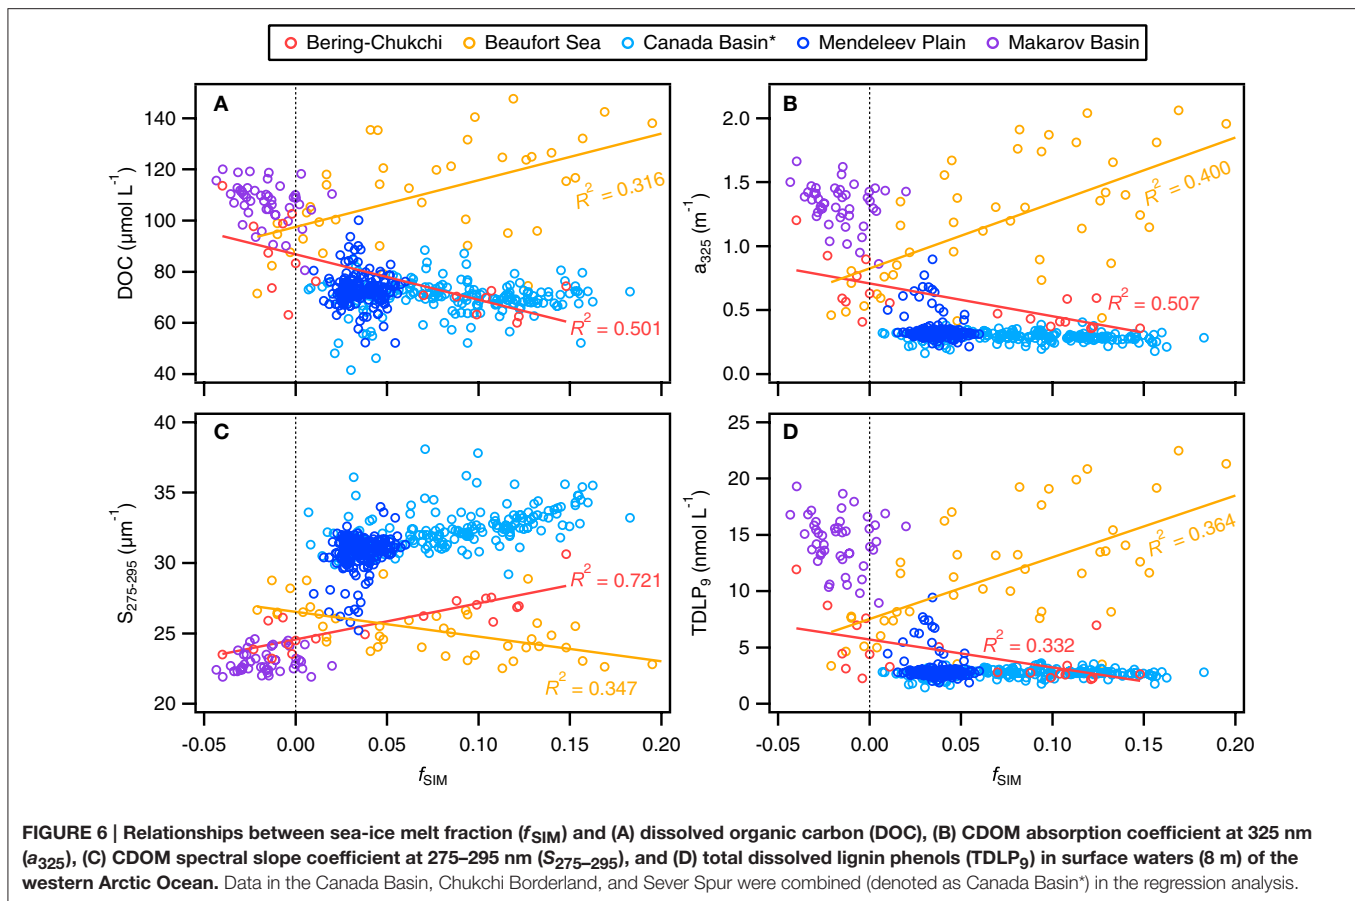 Bering-Chukchi Beaufort Sea Canada Basin* Mendeleev Plain Makarov Basin
A
DOC (µmol L⁻¹)
140
120
100
80
60
40
R² = 0.316
R² = 0.501
B
a₃₂₅ (m⁻¹)
2.0
1.5
1.0
0.5
0.0
R² = 0.400
R² = 0.507
C
S₂₇₅₋₂₉₅ (µm⁻¹)
40
35
30
25
20
R² = 0.721
R² = 0.347
-0.05 0.00 0.05 0.10 0.15 0.20
f_SIM
D
TDLP₉ (nmol L⁻¹)
25
20
15
10
5
0
R² = 0.364
R² = 0.332
-0.05 0.00 0.05 0.10 0.15 0.20
f_SIM
FIGURE 6 | Relationships between sea-ice melt fraction (f_SIM) and (A) dissolved organic carbon (DOC), (B) CDOM absorption coefficient at 325 nm
(a₃₂₅), (C) CDOM spectral slope coefficient at 275–295 nm (S₂₇₅₋₂₉₅), and (D) total dissolved lignin phenols (TDLP₉) in surface waters (8 m) of the
western Arctic Ocean. Data in the Canada Basin, Chukchi Borderland, and Sever Spur were combined (denoted as Canada Basin*) in the regression analysis.